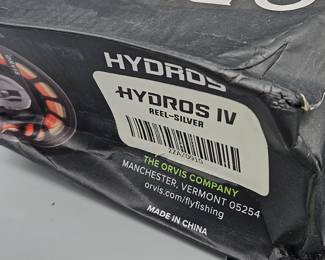 HYDROS
HYDROS IV
REEL-SILVER
THE ORVIS COMPANY
MANCHESTER, VERMONT 05254
orvis.com/flyfishing
MADE IN CHINA